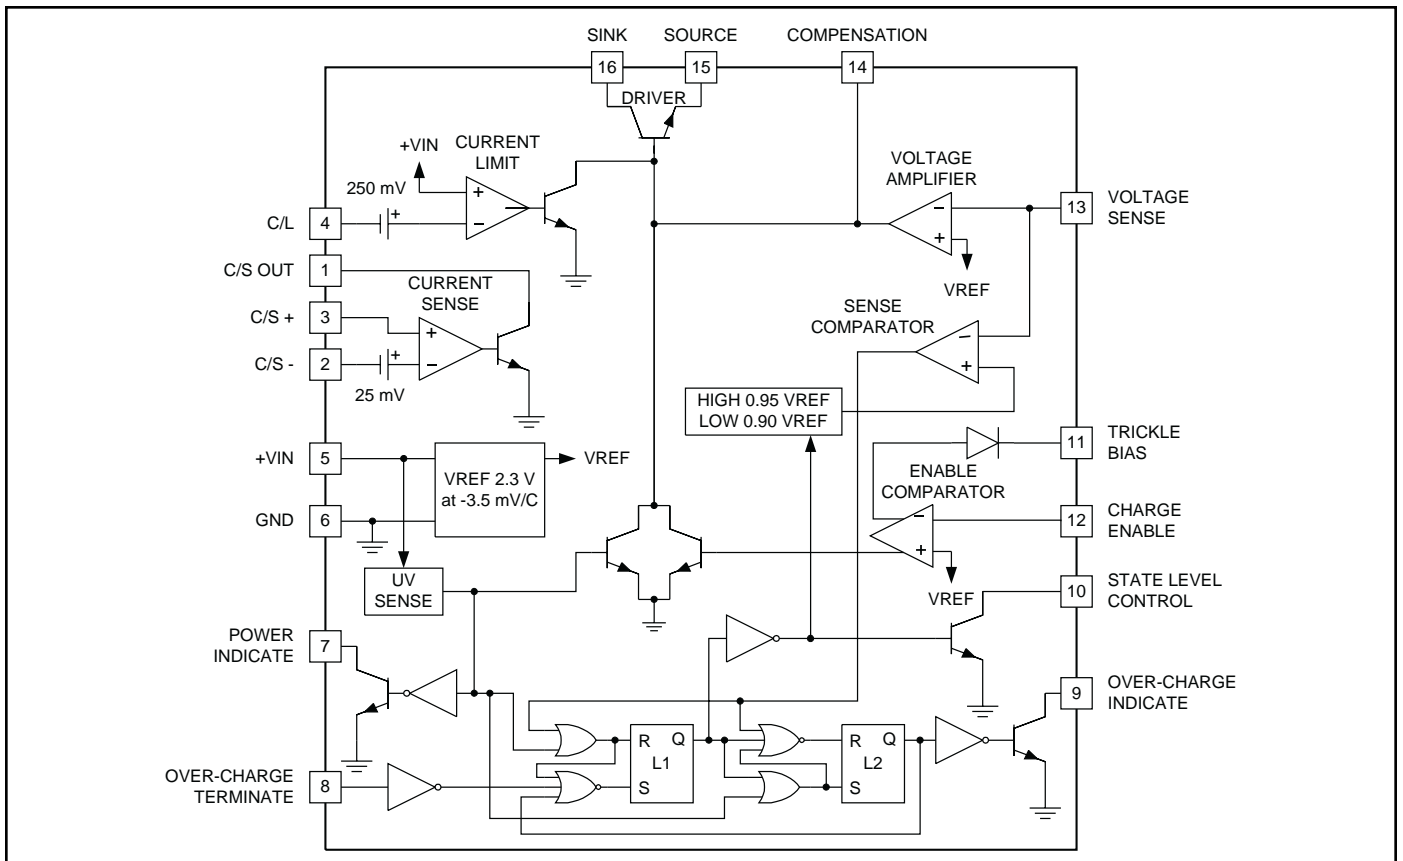 SINK SOURCE COMPENSATION
16 15 14
DRIVER
+VIN
CURRENT
LIMIT
+
−
250 mV
+
C/L 4
VOLTAGE
AMPLIFIER
−
+
VREF
13 VOLTAGE
SENSE
C/S OUT 1
CURRENT
SENSE
C/S + 3
+
−
C/S - 2
+
25 mV
SENSE
COMPARATOR
−
+
HIGH 0.95 VREF
LOW 0.90 VREF
+VIN 5
VREF 2.3 V
at -3.5 mV/C
VREF
GND 6
11 TRICKLE
BIAS
ENABLE
COMPARATOR
−
+
VREF
12 CHARGE
ENABLE
UV
SENSE
10 STATE LEVEL
CONTROL
POWER
INDICATE
7
9 OVER-CHARGE
INDICATE
R Q
L1
S
R Q
L2
S
OVER-CHARGE
TERMINATE
8